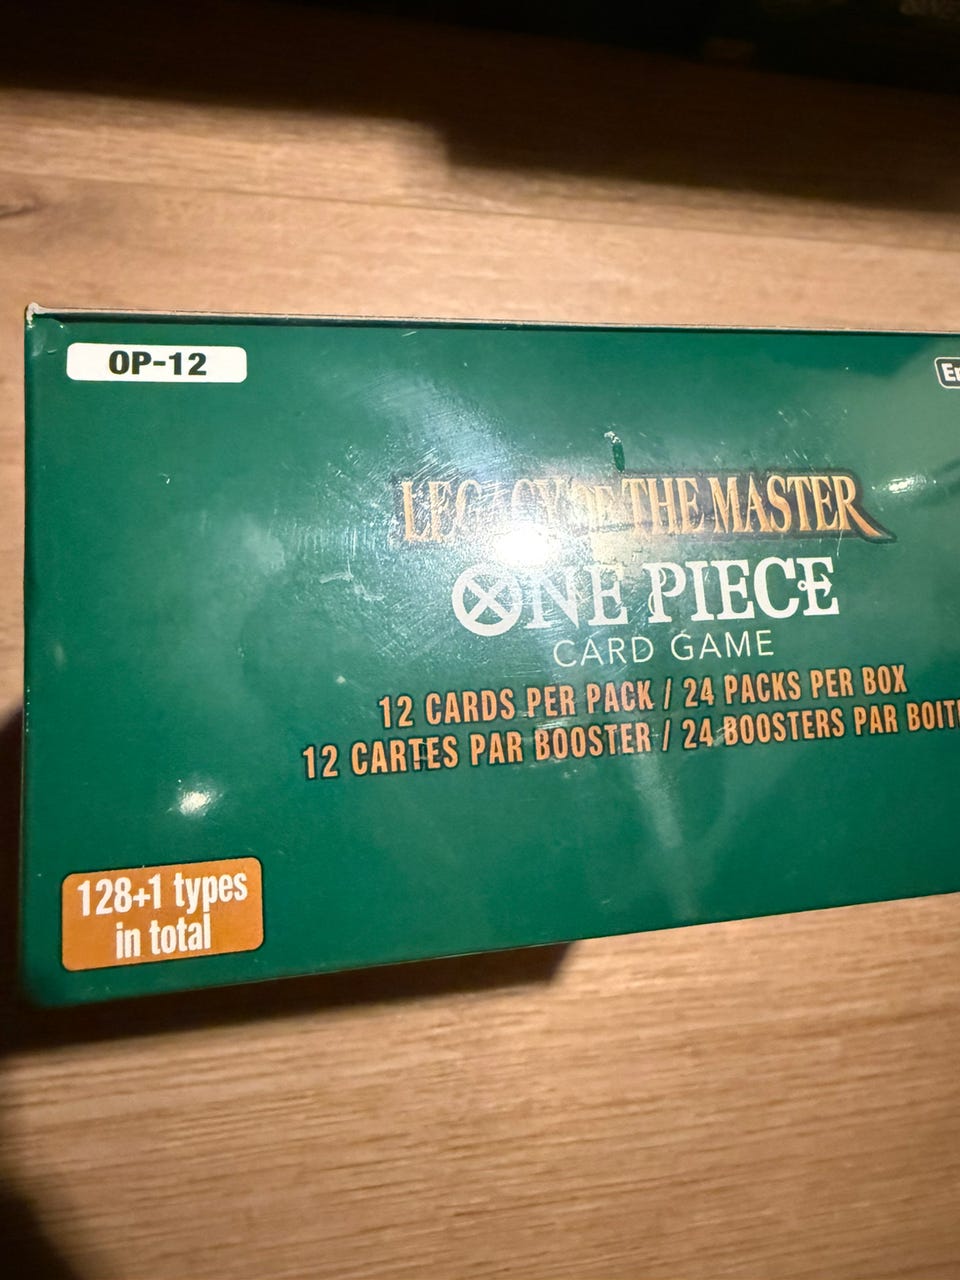 OP-12
LEGACY OF THE MASTER
ONE PIECE
CARD GAME
12 CARDS PER PACK / 24 PACKS PER BOX
12 CARTES PAR BOOSTER / 24 BOOSTERS PAR
128+1 types
in total